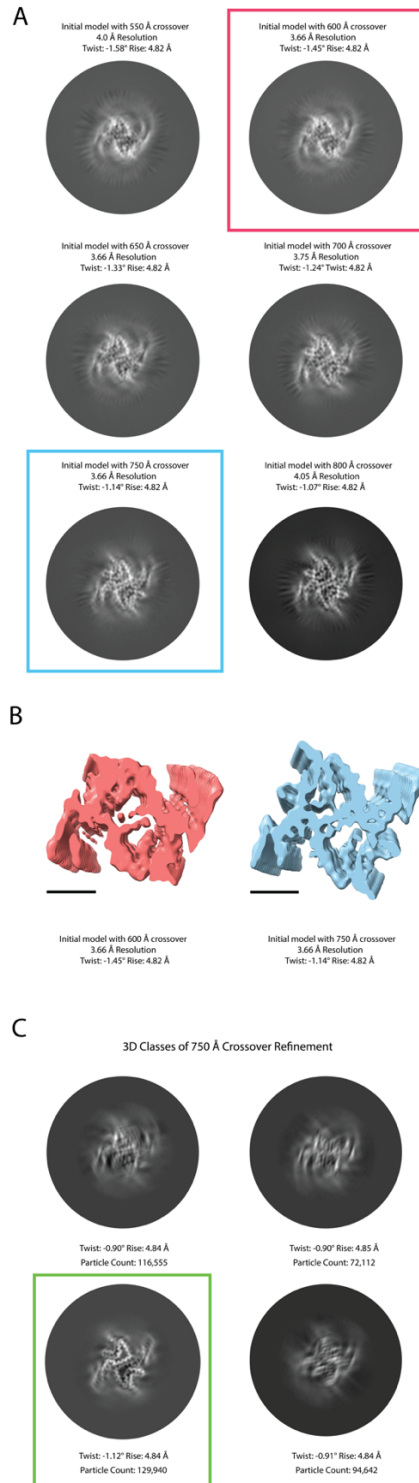 A
Initial model with 550 Å crossover
4.0 Å Resolution
Twist: -1.58° Rise: 4.82 Å
Initial model with 600 Å crossover
3.66 Å Resolution
Twist: -1.45° Rise: 4.82 Å
Initial model with 650 Å crossover
3.66 Å Resolution
Twist: -1.33° Rise: 4.82 Å
Initial model with 700 Å crossover
3.75 Å Resolution
Twist: -1.24° Twist: 4.82 Å
Initial model with 750 Å crossover
3.66 Å Resolution
Twist: -1.14° Rise: 4.82 Å
Initial model with 800 Å crossover
4.05 Å Resolution
Twist: -1.07° Rise: 4.82 Å
B
Initial model with 600 Å crossover
3.66 Å Resolution
Twist: -1.45° Rise: 4.82 Å
Initial model with 750 Å crossover
3.66 Å Resolution
Twist: -1.14° Rise: 4.82 Å
C
3D Classes of 750 Å Crossover Refinement
Twist: -0.90° Rise: 4.84 Å
Particle Count: 116,555
Twist: -0.90° Rise: 4.85 Å
Particle Count: 72,112
Twist: -1.12° Rise: 4.84 Å
Particle Count: 129,940
Twist: -0.91° Rise: 4.84 Å
Particle Count: 94,642